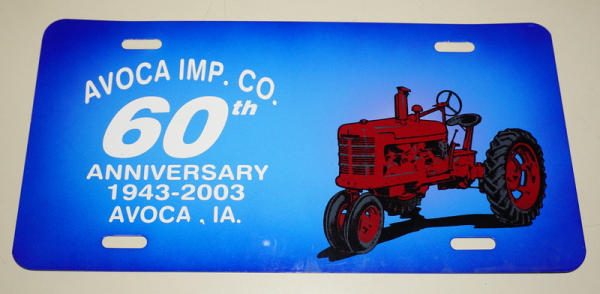 AVOCA IMP. CO.
60th
ANNIVERSARY
1943-2003
AVOCA , IA.